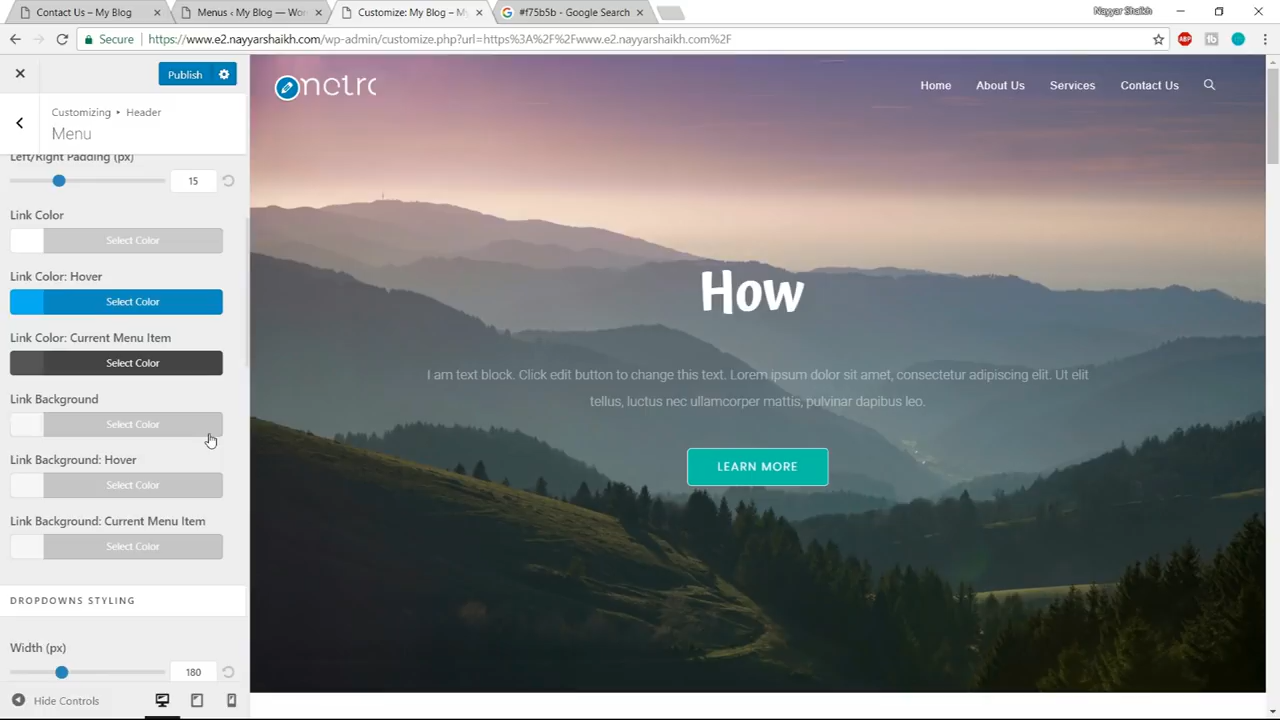 Contact Us – My Blog
Menus ‹ My Blog — Wor
Customize: My Blog – My
#f75b5b - Google Search
Nayyar Shaikh
Secure
https://www.e2.nayyarshaikh.com/wp-admin/customize.php?url=https%3A%2F%2Fwww.e2.nayyarshaikh.com%2F
ABP
Publish
Customizing • Header
Menu
Left/Right Padding (px)
15
Link Color
Select Color
Link Color: Hover
Select Color
Link Color: Current Menu Item
Select Color
Link Background
Select Color
Link Background: Hover
Select Color
Link Background: Current Menu Item
Select Color
DROPDOWNS STYLING
Width (px)
180
Hide Controls
Home About Us Services Contact Us
How
I am text block. Click edit button to change this text. Lorem ipsum dolor sit amet, consectetur adipiscing elit. Ut elit
tellus, luctus nec ullamcorper mattis, pulvinar dapibus leo.
LEARN MORE